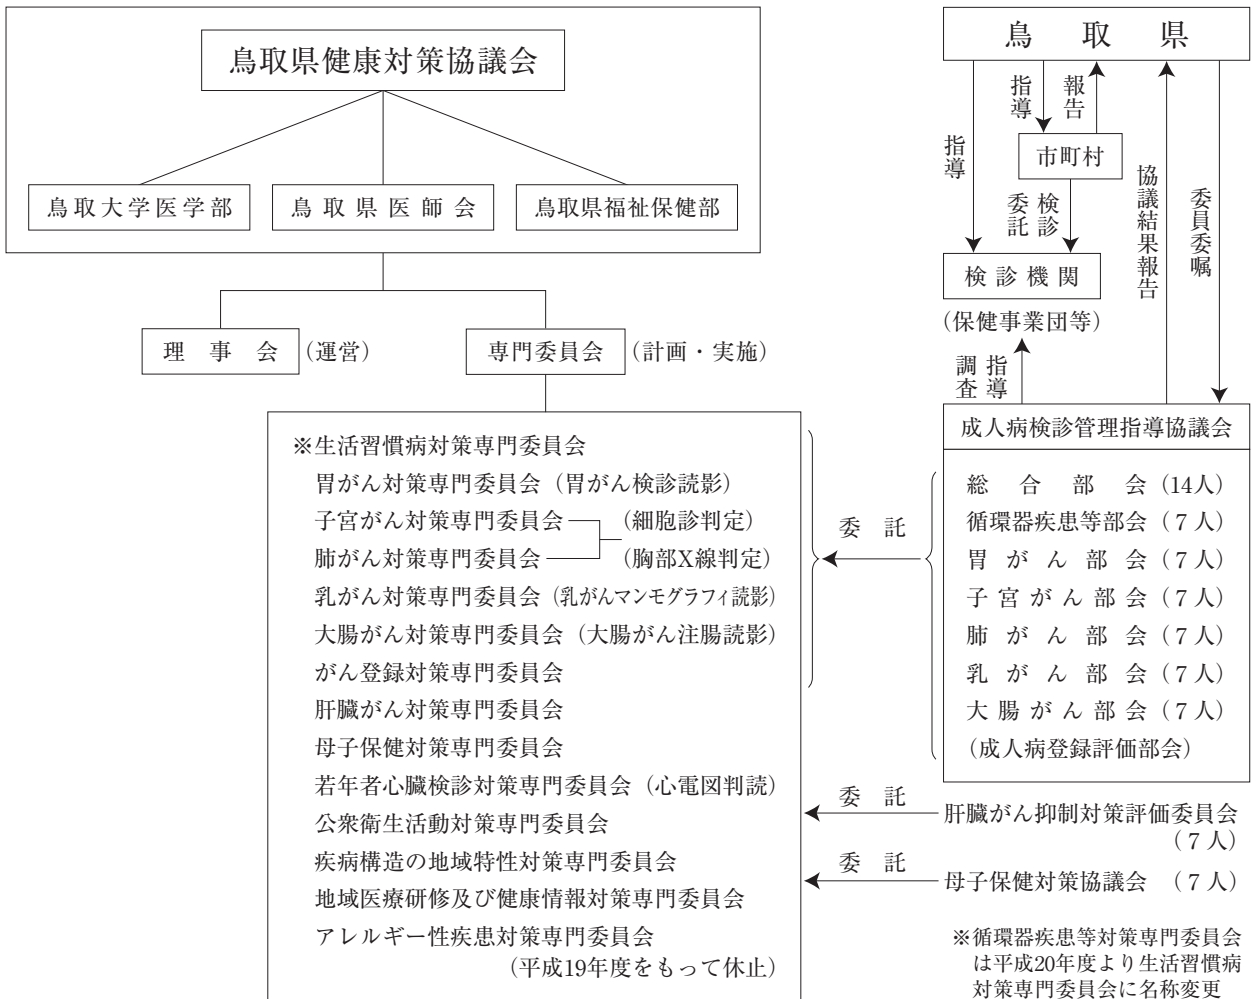 鳥取県健康対策協議会
鳥取大学医学部
鳥取県医師会
鳥取県福祉保健部
理事会
(運営)
専門委員会
(計画・実施)
※生活習慣病対策専門委員会
胃がん対策専門委員会（胃がん検診読影）
子宮がん対策専門委員会
(細胞診判定)
肺がん対策専門委員会
(胸部X線判定)
乳がん対策専門委員会（乳がんマンモグラフィ読影）
大腸がん対策専門委員会（大腸がん注腸読影）
がん登録対策専門委員会
肝臓がん対策専門委員会
母子保健対策専門委員会
若年者心臓検診対策専門委員会（心電図判読）
公衆衛生活動対策専門委員会
疾病構造の地域特性対策専門委員会
地域医療研修及び健康情報対策専門委員会
アレルギー性疾患対策専門委員会
(平成19年度をもって休止)
委託
委託
委託
鳥取県
指導
指導
報告
市町村
検診
委託
検診機関
(保健事業団等)
指導
調査
協議結果報告
委員委嘱
成人病検診管理指導協議会
総合部会（14人）
循環器疾患等部会（7人）
胃がん部会（7人）
子宮がん部会（7人）
肺がん部会（7人）
乳がん部会（7人）
大腸がん部会（7人）
(成人病登録評価部会)
肝臓がん抑制対策評価委員会
（7人）
母子保健対策協議会（7人）
※循環器疾患等対策専門委員会
は平成20年度より生活習慣病
対策専門委員会に名称変更